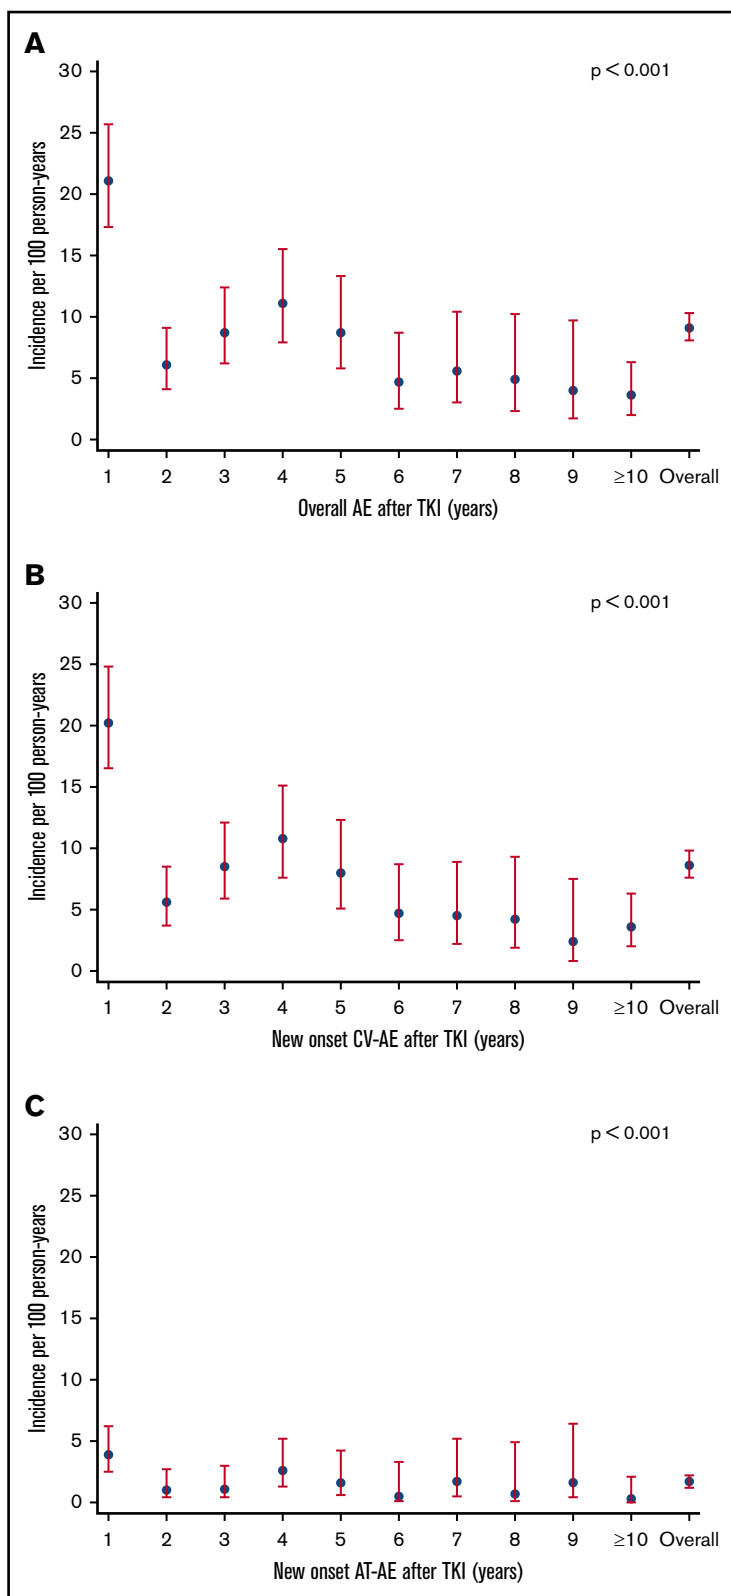 A
p < 0.001
Incidence per 100 person-years
30
25
20
15
10
5
0
1 2 3 4 5 6 7 8 9 ≥10 Overall
Overall AE after TKI (years)
B
p < 0.001
Incidence per 100 person-years
30
25
20
15
10
5
0
1 2 3 4 5 6 7 8 9 ≥10 Overall
New onset CV-AE after TKI (years)
C
p < 0.001
Incidence per 100 person-years
30
25
20
15
10
5
0
1 2 3 4 5 6 7 8 9 ≥10 Overall
New onset AT-AE after TKI (years)